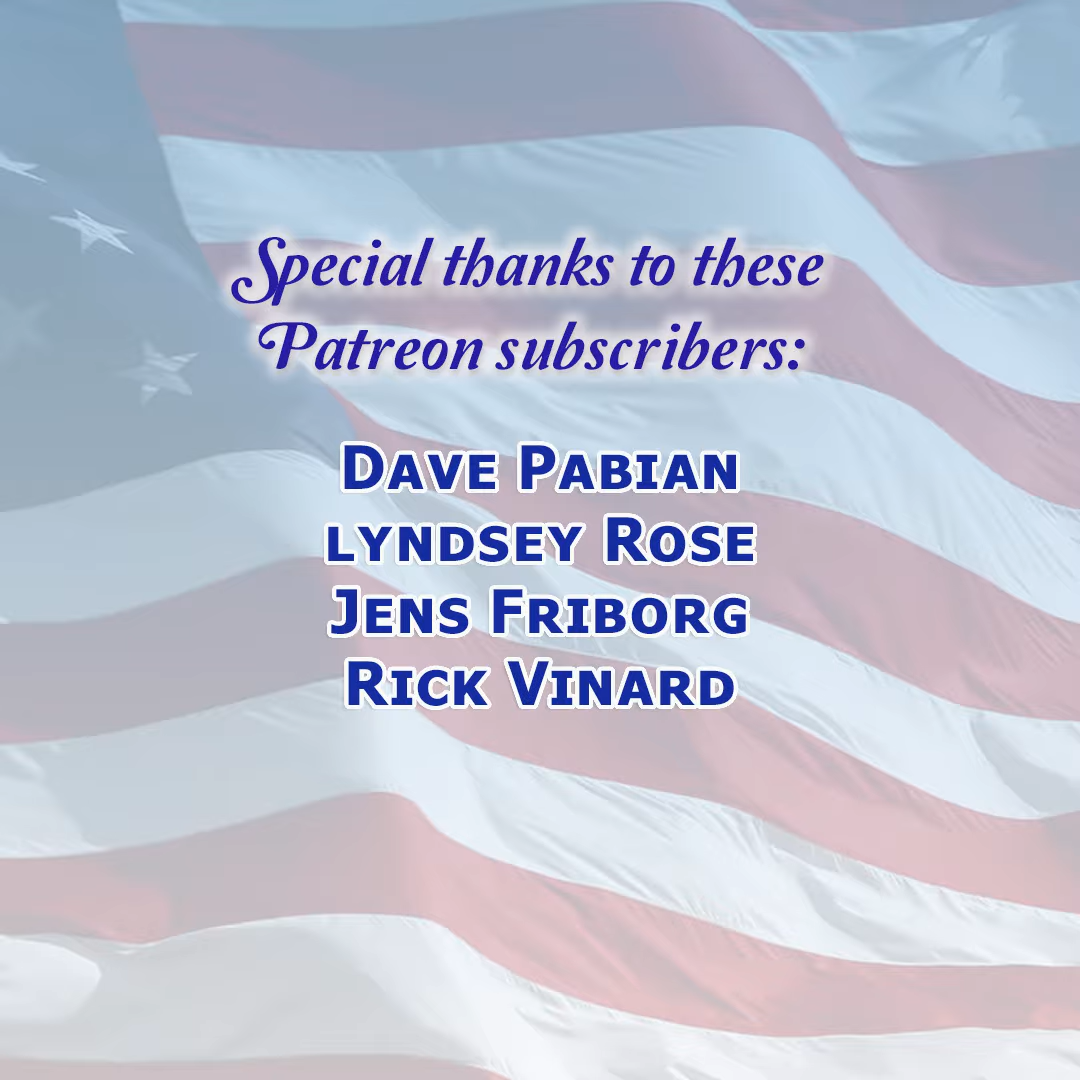 Special thanks to these
Patreon subscribers:
Dave Pabian
lyndsey Rose
Jens Friborg
Rick Vinard